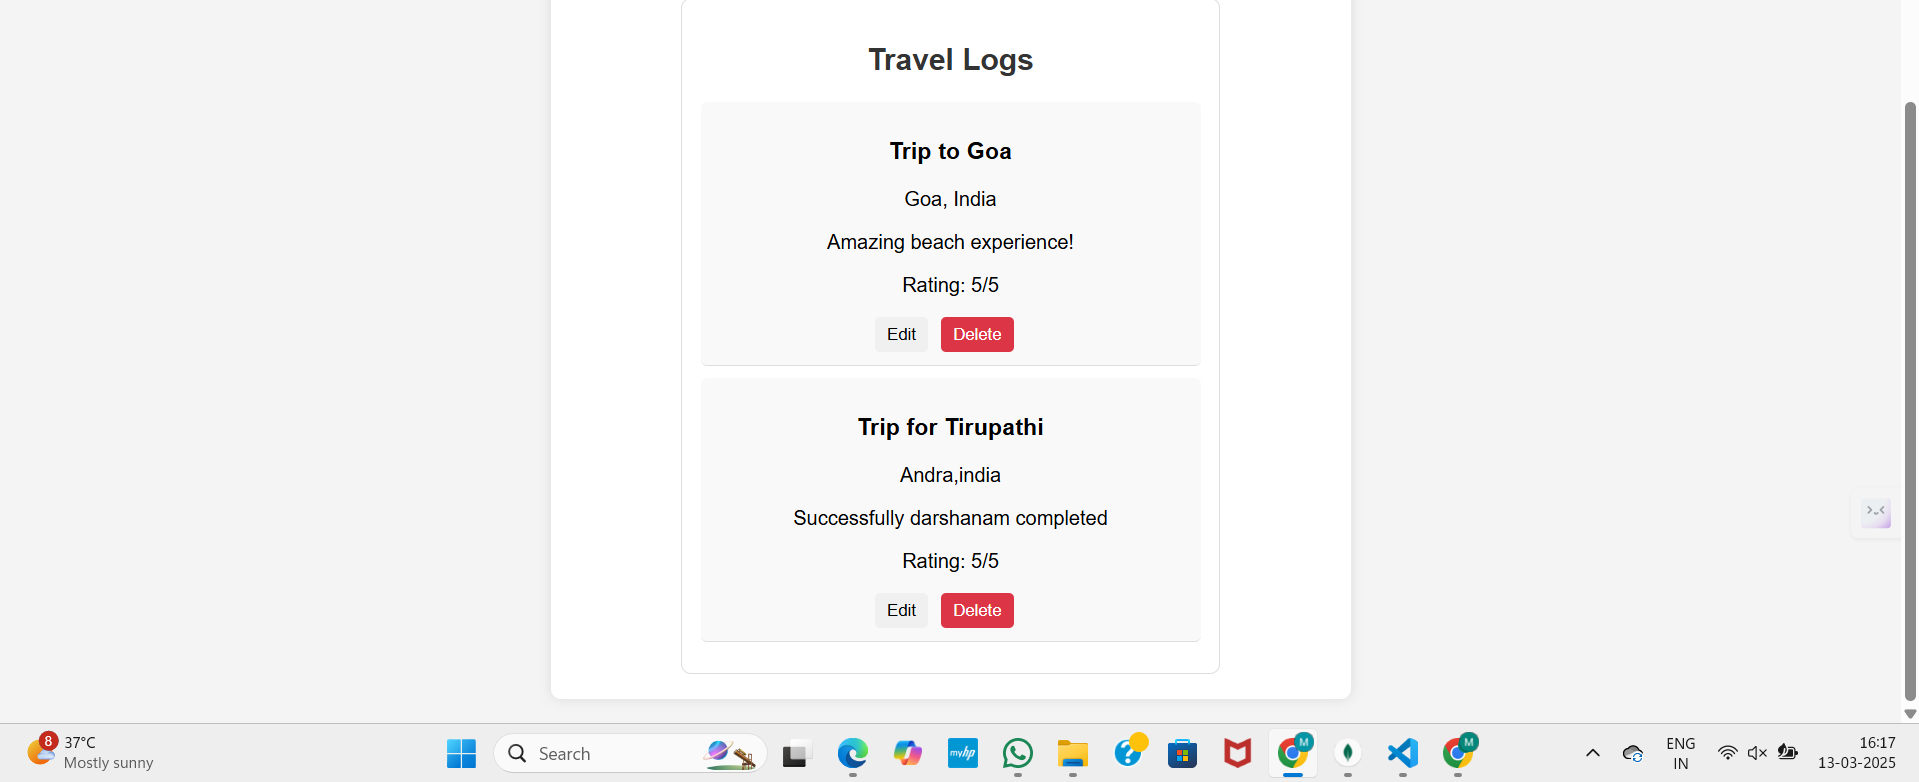 Travel Logs
Trip to Goa
Goa, India
Amazing beach experience!
Rating: 5/5
Edit Delete
Trip for Tirupathi
Andra,india
Successfully darshanam completed
Rating: 5/5
Edit Delete
>-<
8
37°C
Mostly sunny
Search
myhp
?
M
M
ENG
IN
16:17
13-03-2025